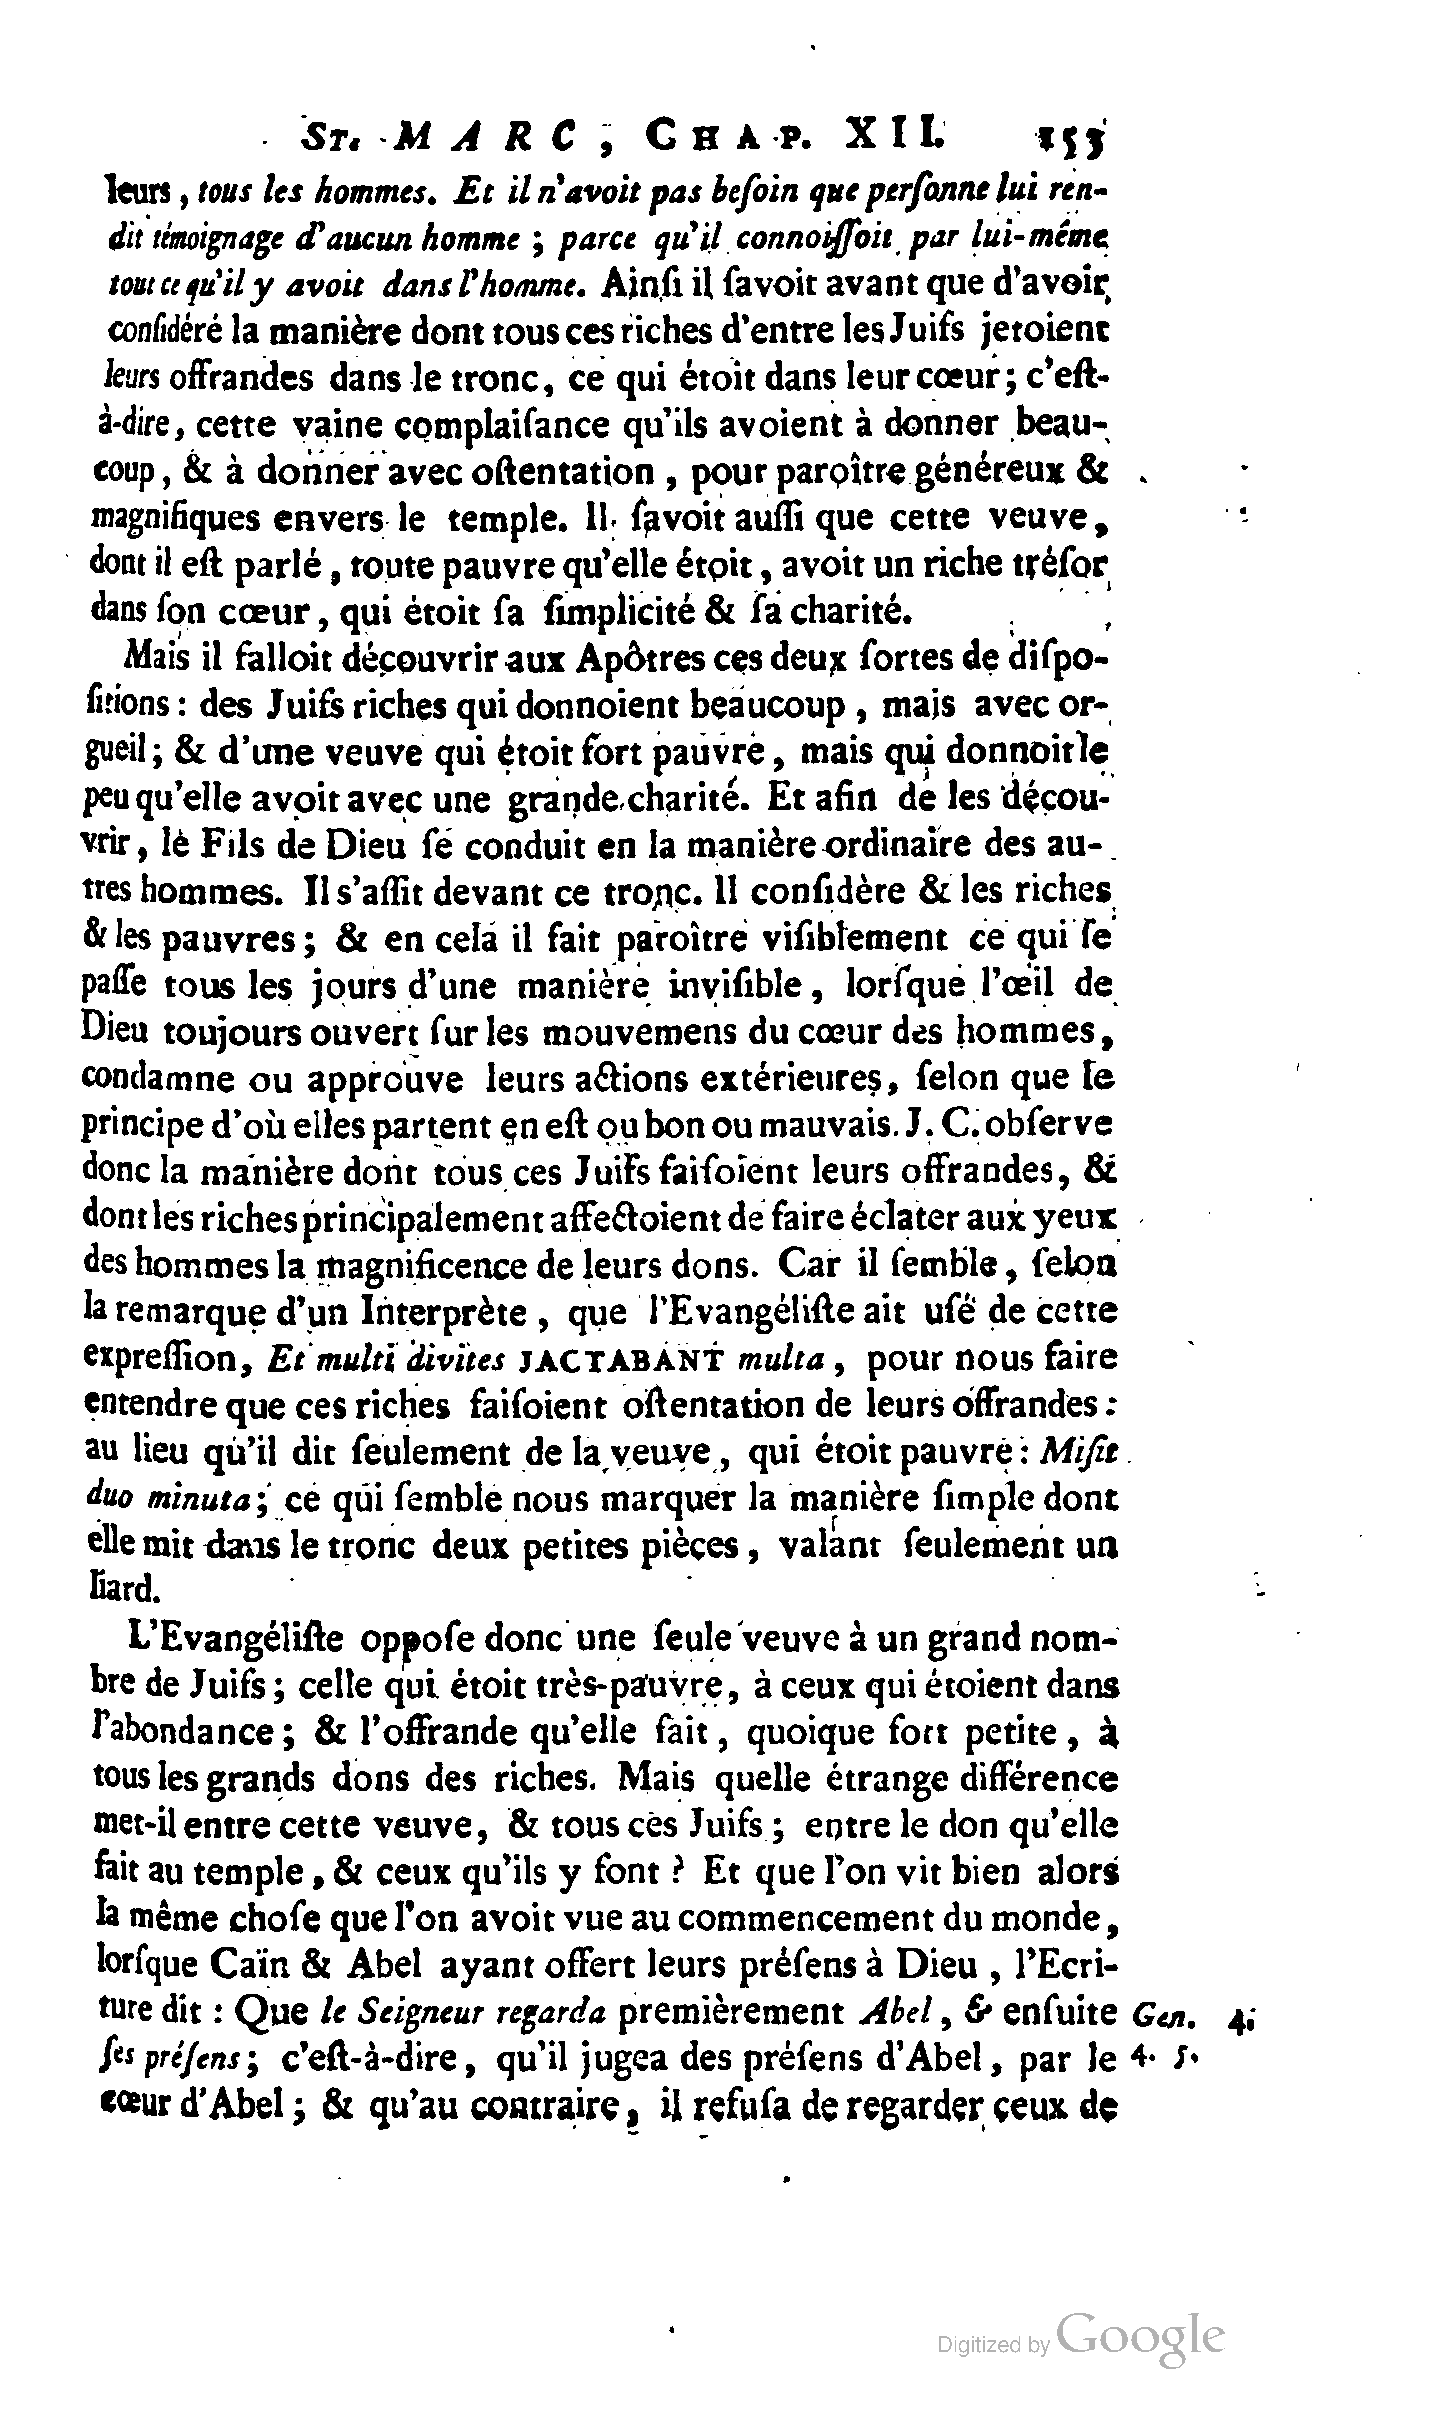 ST. MARC, CHAP. XII. 155
leurs, tous les hommes. Et il n'avoit pas beſoin que perſonne lui ren-
dît témoignage d'aucun homme ; parce qu'il connoiſſoit par lui-même
tout ce qu'il y avoit dans l'homme. Ainſi il ſavoit avant que d'avoir
conſidéré la manière dont tous ces riches d'entre les Juifs jetoient
leurs offrandes dans le tronc, ce qui étoit dans leur cœur ; c'eſt-
à-dire, cette vaine complaiſance qu'ils avoient à donner beau-
coup, & à donner avec oſtentation, pour paroître généreux &
magnifiques envers le temple. Il ſavoit auſſi que cette veuve,
dont il eſt parlé, toute pauvre qu'elle étoit, avoit un riche tréſor
dans ſon cœur, qui étoit ſa ſimplicité & ſa charité.
Mais il falloit découvrir aux Apôtres ces deux ſortes de diſpo-
ſitions : des Juifs riches qui donnoient beaucoup, mais avec or-
gueil ; & d'une veuve qui étoit fort pauvre, mais qui donnoit le
peu qu'elle avoit avec une grande charité. Et afin de les décou-
vrir, le Fils de Dieu ſe conduit en la manière ordinaire des au-
tres hommes. Il s'aſſit devant ce tronc. Il conſidère & les riches
& les pauvres ; & en cela il fait paroître viſiblement ce qui ſe
paſſe tous les jours d'une manière inviſible, lorſque l'œil de
Dieu toujours ouvert ſur les mouvemens du cœur des hommes,
condamne ou approuve leurs actions extérieures, ſelon que le
principe d'où elles partent en eſt ou bon ou mauvais. J. C. obſerve
donc la manière dont tous ces Juifs faiſoient leurs offrandes, &
dont les riches principalement affectoient de faire éclater aux yeux
des hommes la magnificence de leurs dons. Car il ſemble, ſelon
la remarque d'un Interprète, que l'Evangéliſte ait uſé de cette
expreſſion, Et multi divites JACTABANT multa, pour nous faire
entendre que ces riches faiſoient oſtentation de leurs offrandes :
au lieu qu'il dit ſeulement de la veuve, qui étoit pauvre : Miſit
duo minuta ; ce qui ſemble nous marquer la manière ſimple dont
elle mit dans le tronc deux petites pièces, valant ſeulement un
liard.
L'Evangéliſte oppoſe donc une ſeule veuve à un grand nom-
bre de Juifs ; celle qui étoit très-pauvre, à ceux qui étoient dans
l'abondance ; & l'offrande qu'elle fait, quoique fort petite, à
tous les grands dons des riches. Mais quelle étrange différence
met-il entre cette veuve, & tous ces Juifs ; entre le don qu'elle
fait au temple, & ceux qu'ils y font ? Et que l'on vit bien alors
la même choſe que l'on avoit vue au commencement du monde,
lorſque Caïn & Abel ayant offert leurs préſens à Dieu, l'Ecri-
ture dit : Que le Seigneur regarda premièrement Abel, & enſuite Gen. 4.
ſes préſens ; c'eſt-à-dire, qu'il jugea des préſens d'Abel, par le 4. 5.
cœur d'Abel ; & qu'au contraire, il refuſa de regarder ceux de
Digitized by Google